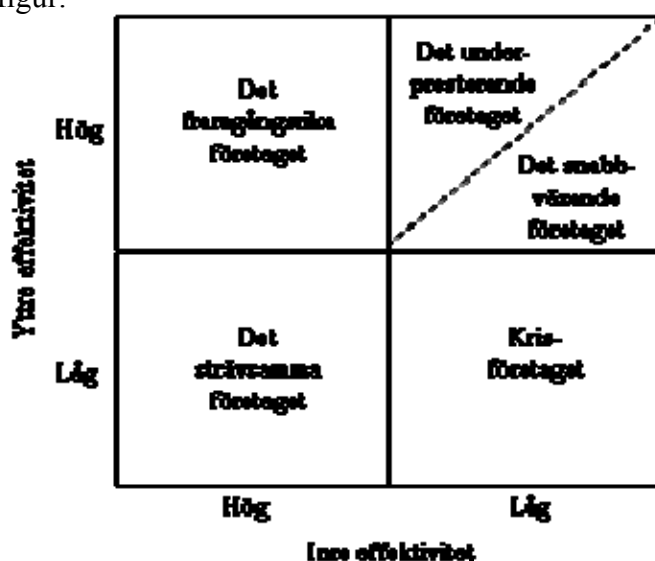 figur:
Det
framgångsrika
företaget
Det under-
presterande
företaget
Det snabb-
växande
företaget
Hög
Yttre effektivitet
Låg
Det
strävsamma
företaget
Kris-
företaget
Hög
Låg
Inre effektivitet